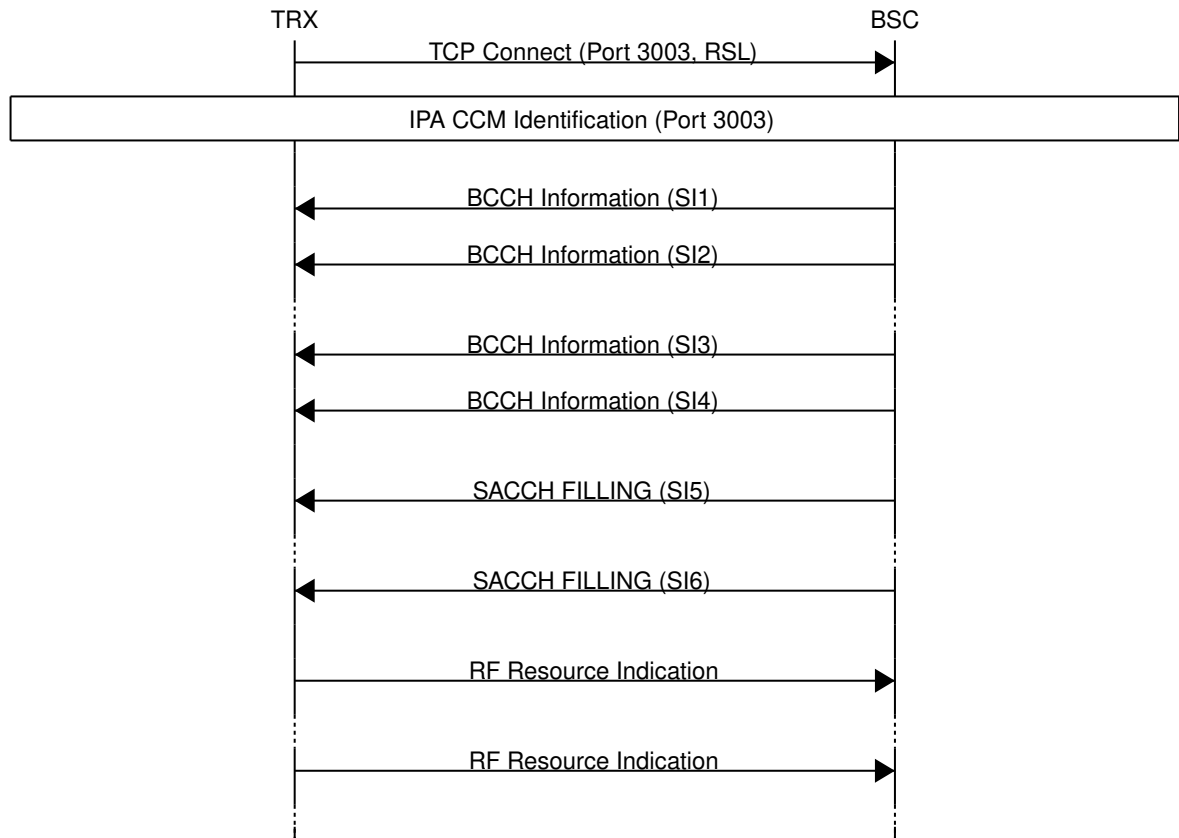 TRX
BSC
TCP Connect (Port 3003, RSL)
IPA CCM Identification (Port 3003)
BCCH Information (SI1)
BCCH Information (SI2)
BCCH Information (SI3)
BCCH Information (SI4)
SACCH FILLING (SI5)
SACCH FILLING (SI6)
RF Resource Indication
RF Resource Indication